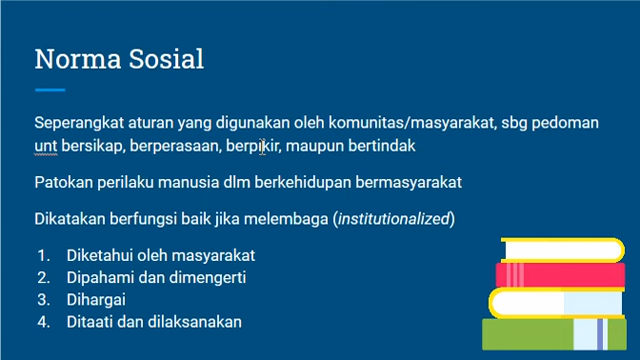 Norma Sosial
Seperangkat aturan yang digunakan oleh komunitas/masyarakat, sbg pedoman
unt bersikap, berperasaan, berpikir, maupun bertindak
Patokan perilaku manusia dlm berkehidupan bermasyarakat
Dikatakan berfungsi baik jika melembaga (institutionalized)
1. Diketahui oleh masyarakat
2. Dipahami dan dimengerti
3. Dihargai
4. Ditaati dan dilaksanakan